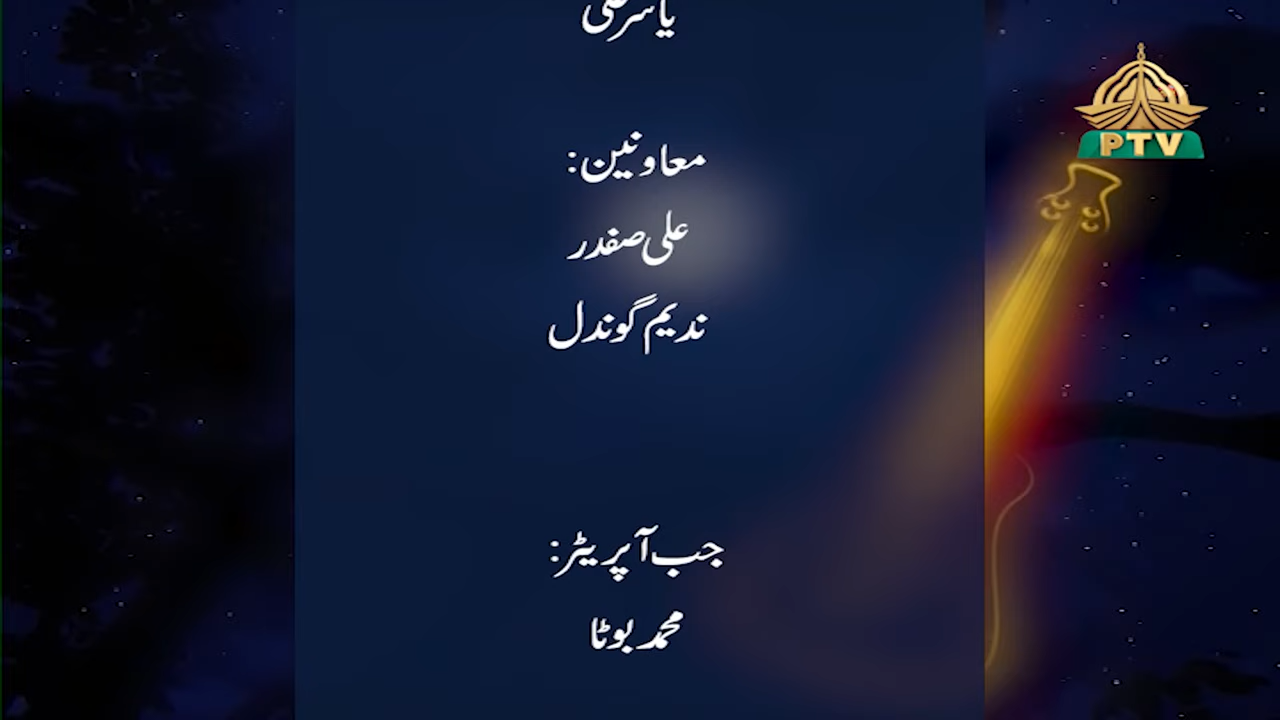 یاسر علی
PTV
معاونین:
علی صفدر
ندیم گوندل
جب آپریٹر:
محمد بوٹا